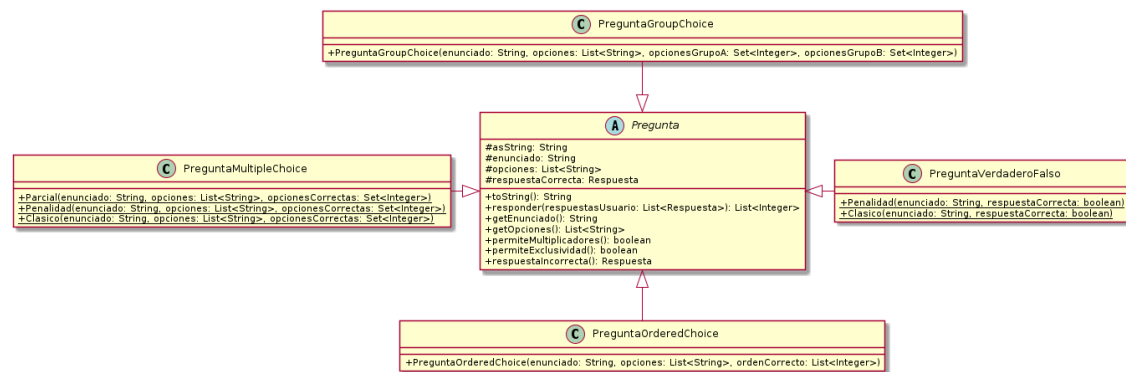 C PreguntaGroupChoice
+PreguntaGroupChoice(enunciado: String, opciones: List<String>, opcionesGrupoA: Set<Integer>, opcionesGrupoB: Set<Integer>)
A Pregunta
#asString: String
#enunciado: String
#opciones: List<String>
#respuestaCorrecta: Respuesta
+toString(): String
+responder(respuestasUsuario: List<Respuesta>): List<Integer>
+getEnunciado(): String
+getOpciones(): List<String>
+permiteMultiplicadores(): boolean
+permiteExclusividad(): boolean
+respuestaIncorrecta(): Respuesta
C PreguntaMultipleChoice
+Parcial(enunciado: String, opciones: List<String>, opcionesCorrectas: Set<Integer>)
+Penalidad(enunciado: String, opciones: List<String>, opcionesCorrectas: Set<Integer>)
+Clasico(enunciado: String, opciones: List<String>, opcionesCorrectas: Set<Integer>)
C PreguntaVerdaderoFalso
+Penalidad(enunciado: String, respuestaCorrecta: boolean)
+Clasico(enunciado: String, respuestaCorrecta: boolean)
C PreguntaOrderedChoice
+PreguntaOrderedChoice(enunciado: String, opciones: List<String>, ordenCorrecto: List<Integer>)